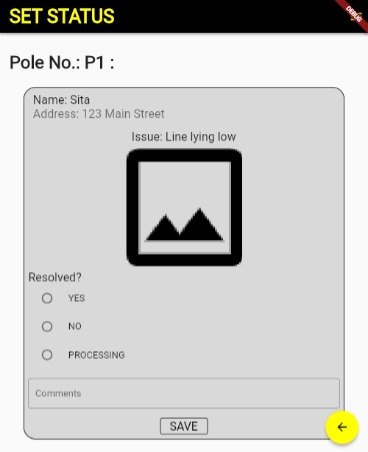 SET STATUS
DEBUG
Pole No.: P1 :
Name: Sita
Address: 123 Main Street
Issue: Line lying low
Resolved?
YES
NO
PROCESSING
Comments
SAVE